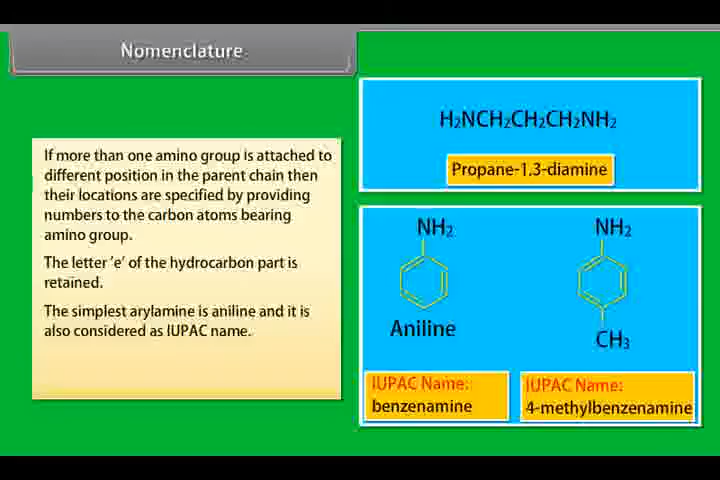 Nomenclature
If more than one amino group is attached to
different position in the parent chain then
their locations are specified by providing
numbers to the carbon atoms bearing
amino group.
The letter 'e' of the hydrocarbon part is
retained.
The simplest arylamine is aniline and it is
also considered as IUPAC name.
H₂NCH₂CH₂CH₂NH₂
Propane-1,3-diamine
NH₂
Aniline
IUPAC Name:
benzenamine
NH₂
CH₃
IUPAC Name:
4-methylbenzenamine